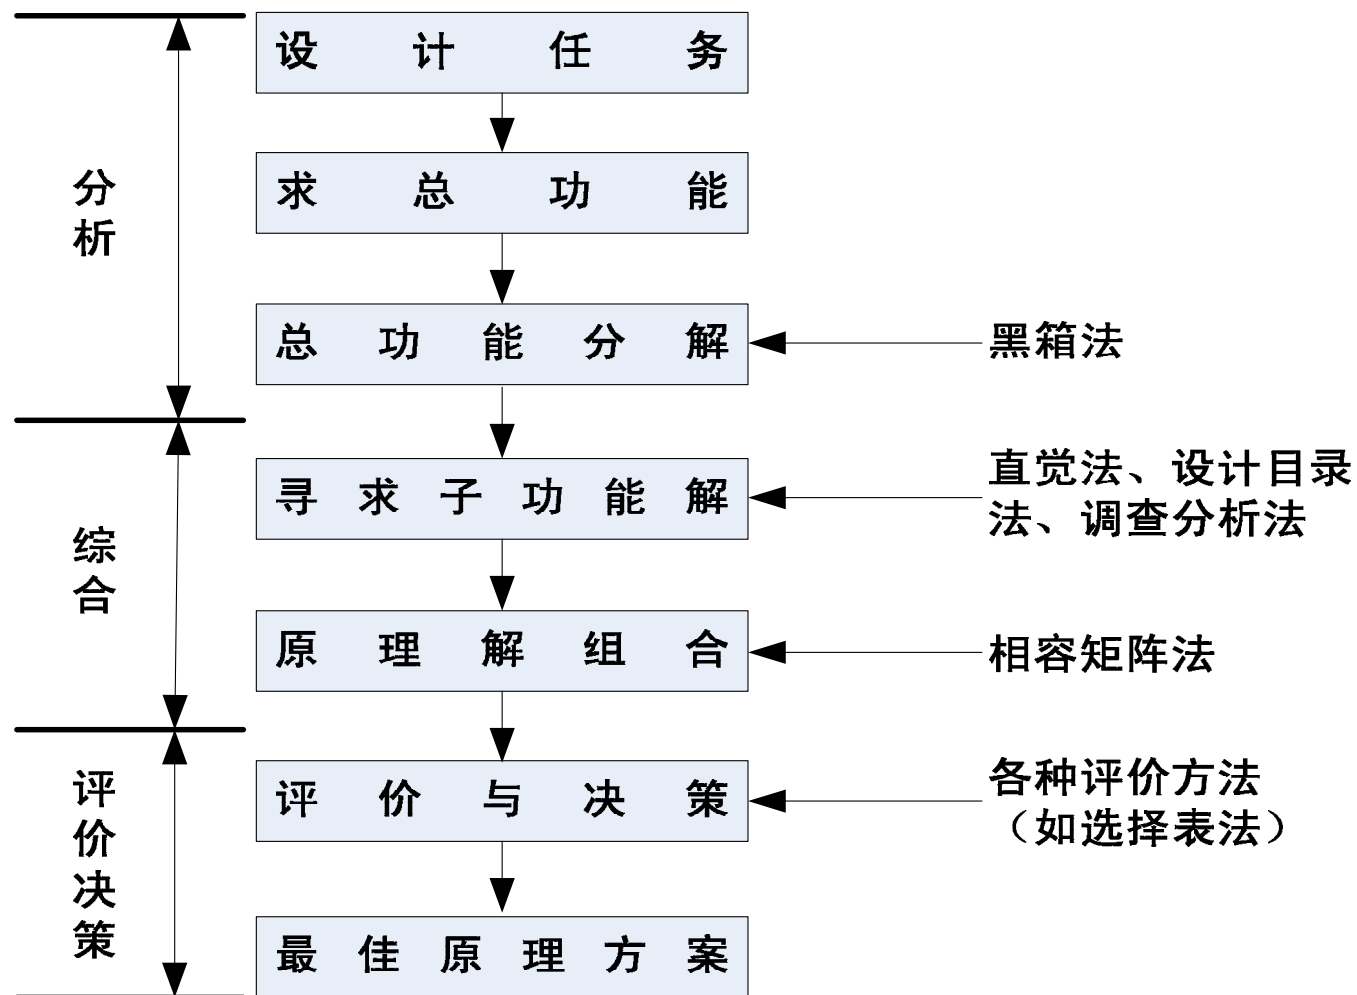 设计任务
求总功能
分
析
总功能分解
黑箱法
寻求子功能解
直觉法、设计目录
法、调查分析法
综
合
原理解组合
相容矩阵法
评价与决策
各种评价方法
（如选择表法）
评
价
决
策
最佳原理方案